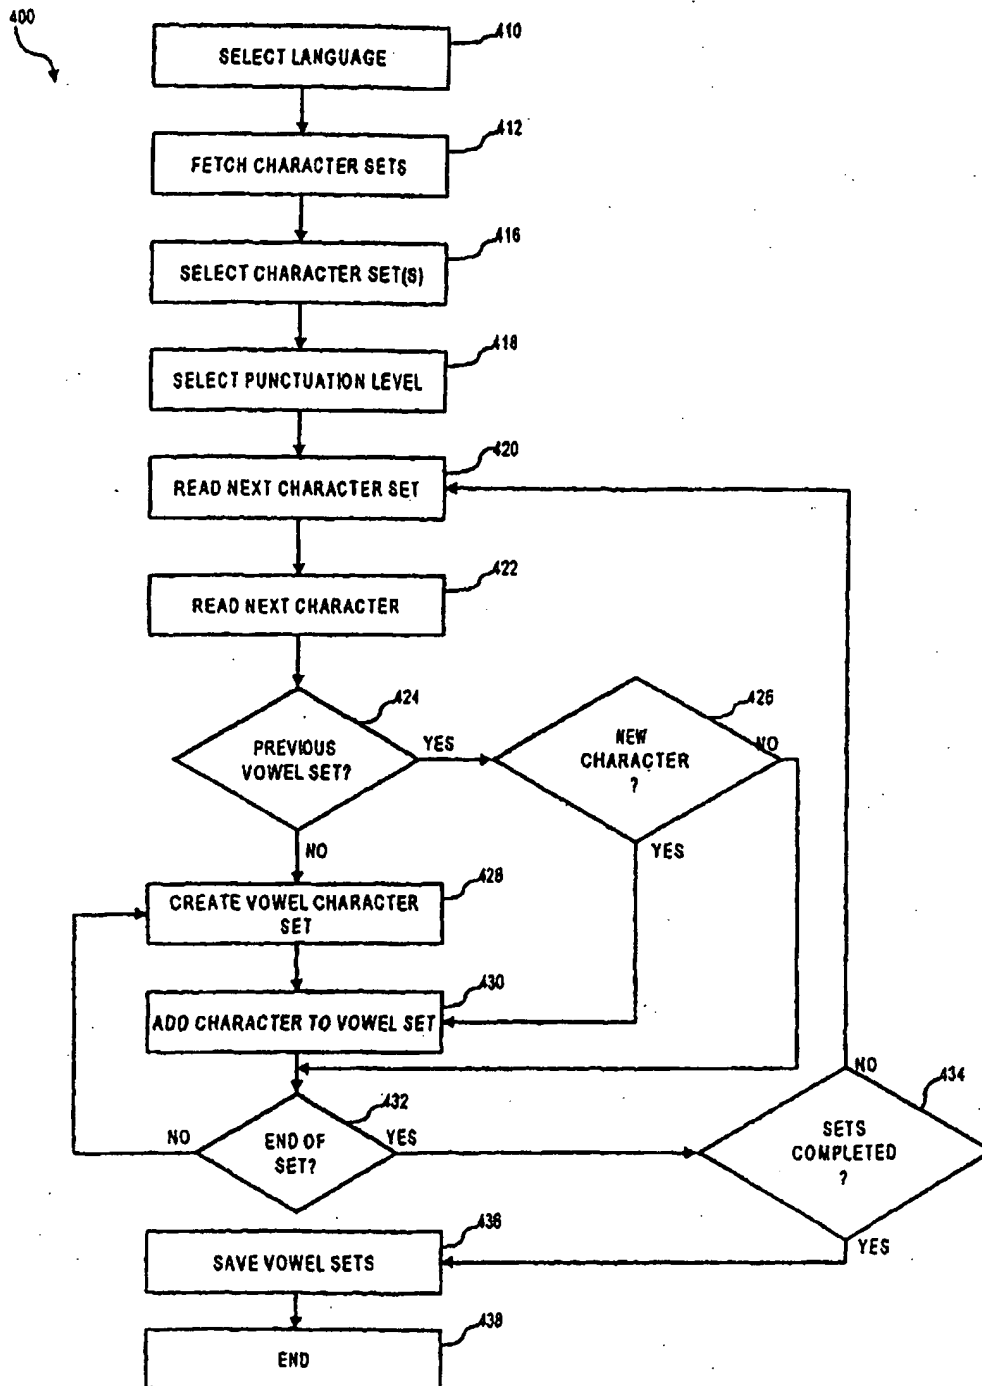 400
410
SELECT LANGUAGE
412
FETCH CHARACTER SETS
416
SELECT CHARACTER SET(S)
418
SELECT PUNCTUATION LEVEL
420
READ NEXT CHARACTER SET
422
READ NEXT CHARACTER
424
PREVIOUS
VOWEL SET?
YES
NO
426
NEW
CHARACTER
?
NO
YES
428
CREATE VOWEL CHARACTER
SET
430
ADD CHARACTER TO VOWEL SET
432
END OF
SET?
NO
YES
434
SETS
COMPLETED
?
NO
YES
436
SAVE VOWEL SETS
438
END